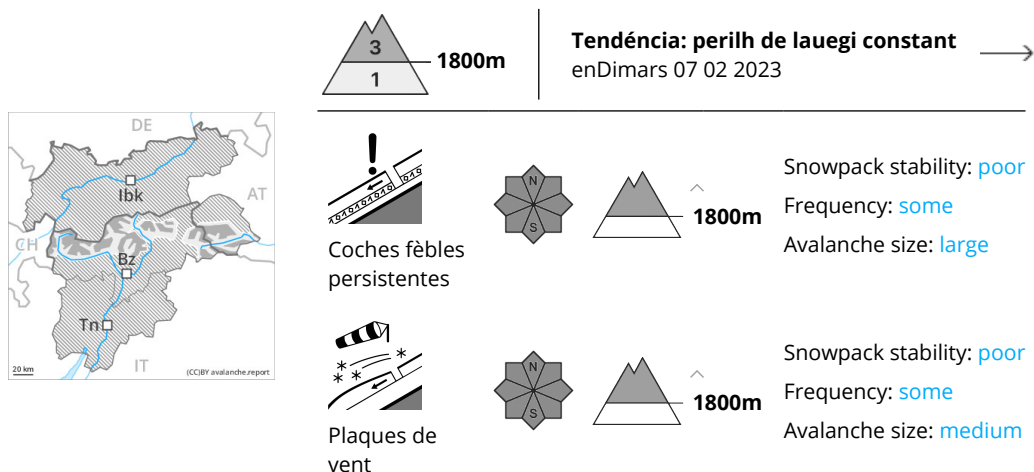 3
1
1800m
Tendéncia: perilh de lauegi constant
enDimars 07 02 2023
DE
Ibk
AT
CH
Bz
Tn
IT
20 km
(CC)BY avalanche.report
N
S
1800m
Coches fèbles
persistentes
Snowpack stability: poor
Frequency: some
Avalanche size: large
N
S
1800m
Plaques de
vent
Snowpack stability: poor
Frequency: some
Avalanche size: medium